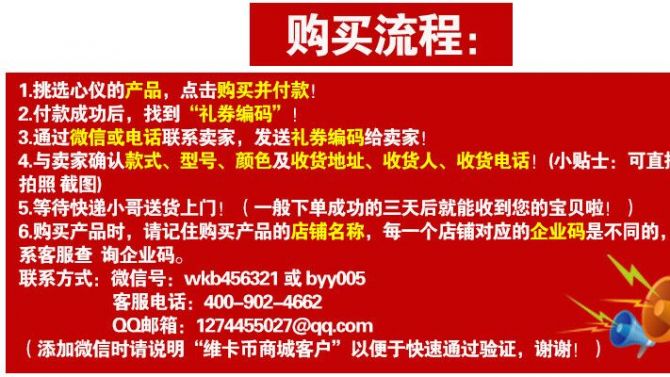 购买流程：
1.挑选心仪的产品，点击购买并付款！
2.付款成功后，找到“礼券编码”！
3.通过微信或电话联系卖家，发送礼券编码给卖家！
4.与卖家确认款式、型号、颜色及收货地址、收货人、收货电话！(小贴士：可直接
拍照 截图)
5.等待快递小哥送货上门！（一般下单成功的三天后就能收到您的宝贝啦！）
6.购买产品时，请记住购买产品的店铺名称，每一个店铺对应的企业码是不同的，
系客服查 询企业码。
联系方式：微信号：wkb456321 或 byy005
客服电话：400-902-4662
QQ邮箱：1274455027@qq.com
（添加微信时请说明“维卡币商城客户”以便于快速通过验证，谢谢！）